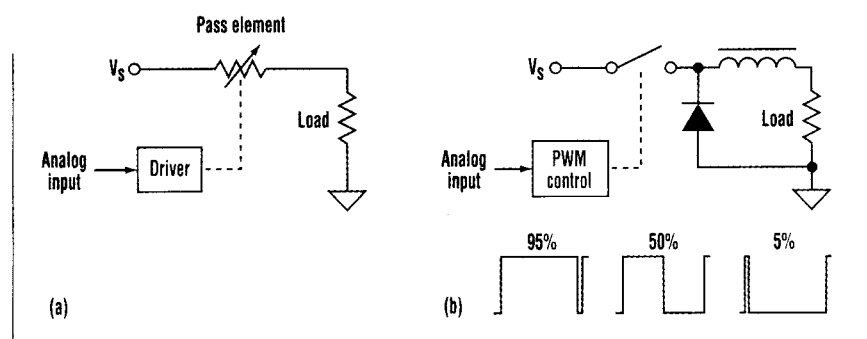 Pass element
V_S
Load
Analog
input
Driver
(a)
V_S
Load
Analog
input
PWM
control
95% 50% 5%
(b)